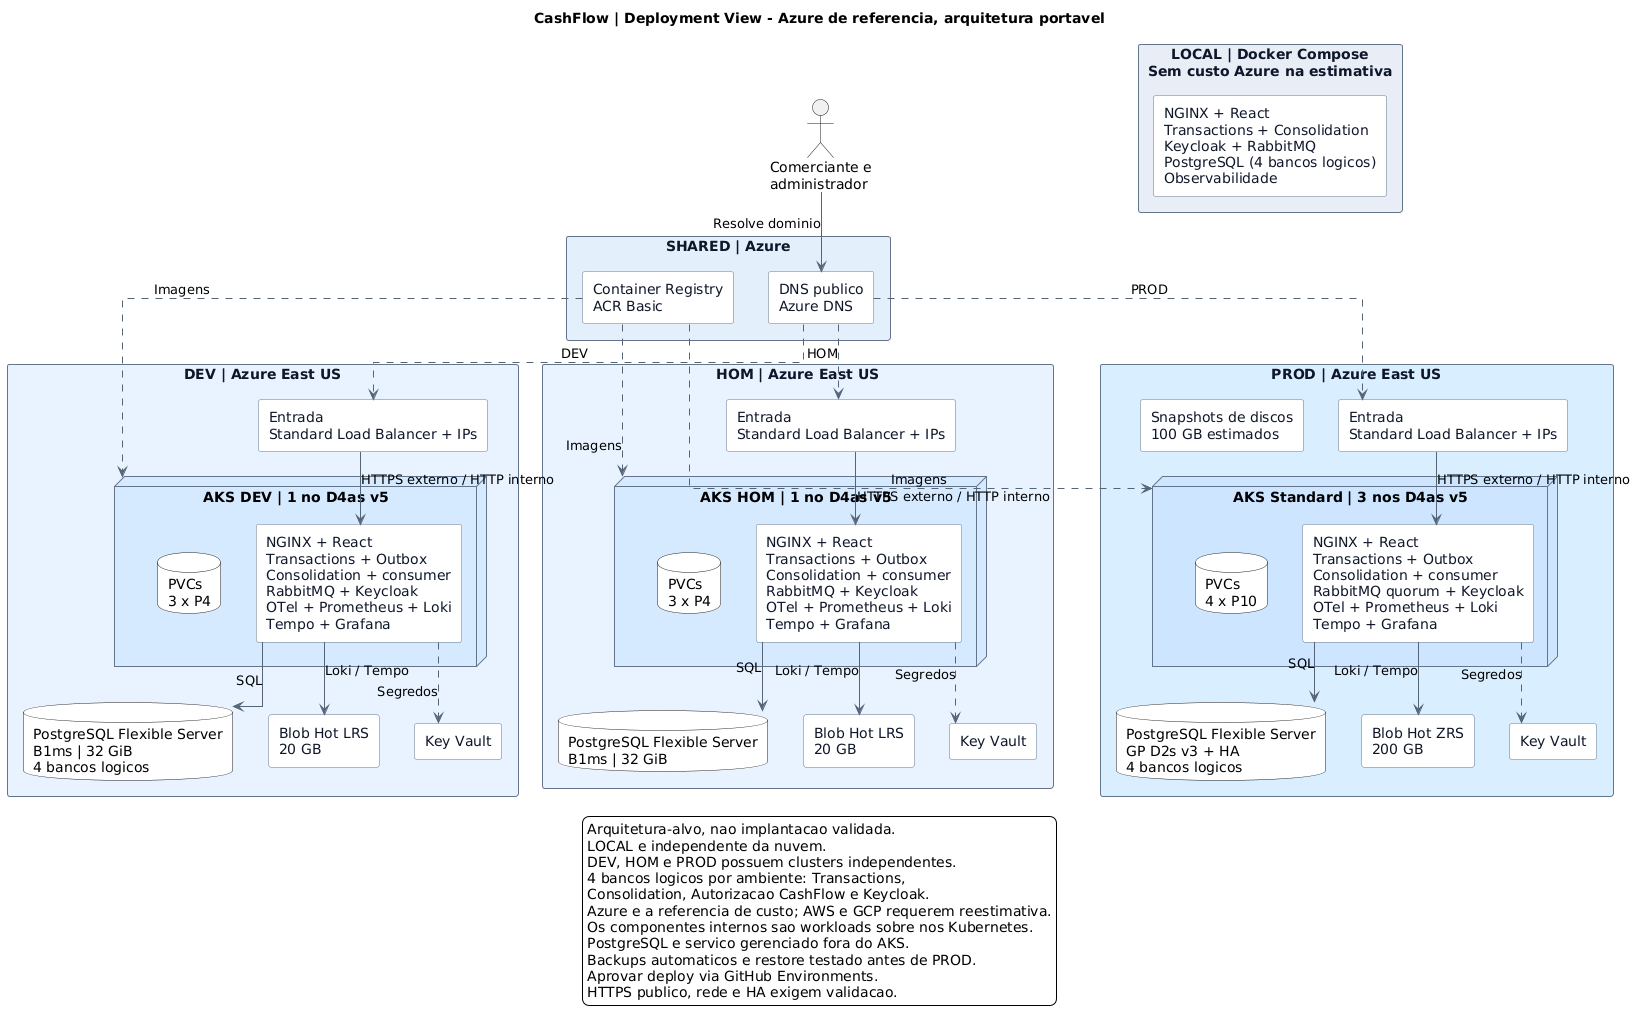 CashFlow | Deployment View - Azure de referencia, arquitetura portavel
LOCAL | Docker Compose
Sem custo Azure na estimativa
NGINX + React
Transactions + Consolidation
Keycloak + RabbitMQ
PostgreSQL (4 bancos logicos)
Observabilidade
Comerciante e
administrador
Resolve dominio
SHARED | Azure
Container Registry
ACR Basic
DNS publico
Azure DNS
Imagens
PROD
DEV
HOM
DEV | Azure East US
Entrada
Standard Load Balancer + IPs
HTTPS externo / HTTP interno
AKS DEV | 1 no D4as v5
PVCs
3 x P4
NGINX + React
Transactions + Outbox
Consolidation + consumer
RabbitMQ + Keycloak
OTel + Prometheus + Loki
Tempo + Grafana
SQL
Loki / Tempo
Segredos
PostgreSQL Flexible Server
B1ms | 32 GiB
4 bancos logicos
Blob Hot LRS
20 GB
Key Vault
HOM | Azure East US
Entrada
Standard Load Balancer + IPs
Imagens
Imagens
HTTPS externo / HTTP interno
AKS HOM | 1 no D4as v5
PVCs
3 x P4
NGINX + React
Transactions + Outbox
Consolidation + consumer
RabbitMQ + Keycloak
OTel + Prometheus + Loki
Tempo + Grafana
SQL
Loki / Tempo
Segredos
PostgreSQL Flexible Server
B1ms | 32 GiB
Blob Hot LRS
20 GB
Key Vault
PROD | Azure East US
Snapshots de discos
100 GB estimados
Entrada
Standard Load Balancer + IPs
HTTPS externo / HTTP interno
AKS Standard | 3 nos D4as v5
PVCs
4 x P10
NGINX + React
Transactions + Outbox
Consolidation + consumer
RabbitMQ quorum + Keycloak
OTel + Prometheus + Loki
Tempo + Grafana
SQL
Loki / Tempo
Segredos
PostgreSQL Flexible Server
GP D2s v3 + HA
4 bancos logicos
Blob Hot ZRS
200 GB
Key Vault
Arquitetura-alvo, nao implantacao validada.
LOCAL e independente da nuvem.
DEV, HOM e PROD possuem clusters independentes.
4 bancos logicos por ambiente: Transactions,
Consolidation, Autorizacao CashFlow e Keycloak.
Azure e a referencia de custo; AWS e GCP requerem reestimativa.
Os componentes internos sao workloads sobre nos Kubernetes.
PostgreSQL e servico gerenciado fora do AKS.
Backups automaticos e restore testado antes de PROD.
Aprovar deploy via GitHub Environments.
HTTPS publico, rede e HA exigem validacao.